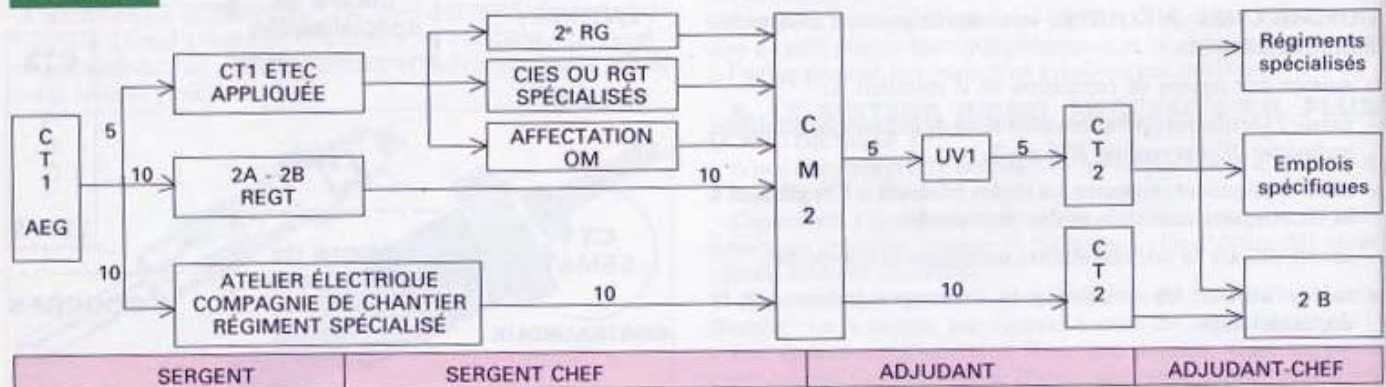 C
T
1
AEG
5
10
10
CT1 ETEC
APPLIQUÉE
2A - 2B
REGT
ATELIER ÉLECTRIQUE
COMPAGNIE DE CHANTIER
RÉGIMENT SPÉCIALISÉ
2e RG
CIES OU RGT
SPÉCIALISÉS
AFFECTATION
OM
10
10
C
M
2
5
UV1
5
10
C
T
2
C
T
2
Régiments
spécialisés
Emplois
spécifiques
2 B
SERGENT
SERGENT CHEF
ADJUDANT
ADJUDANT-CHEF